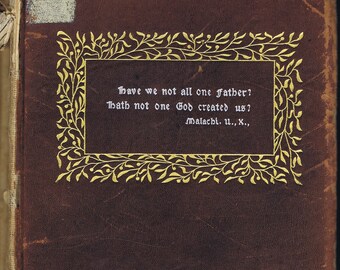 Have we not all one Father?
Hath not one God created us?
Malachi. II., X.,